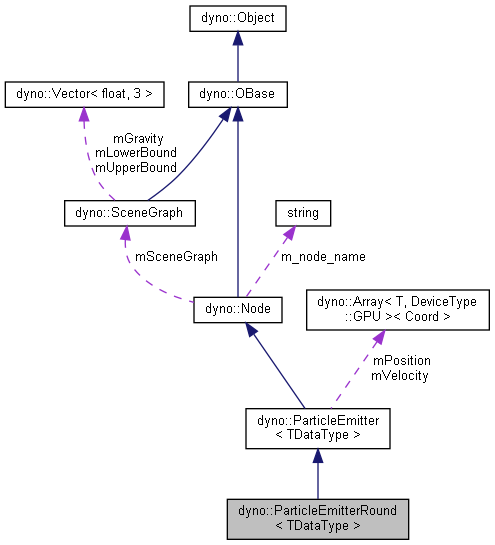 dyno::Object
dyno::Vector< float, 3 >
dyno::OBase
mGravity
mLowerBound
mUpperBound
dyno::SceneGraph
string
mSceneGraph
m_node_name
dyno::Node
dyno::Array< T, DeviceType
::GPU >< Coord >
mPosition
mVelocity
dyno::ParticleEmitter
< TDataType >
dyno::ParticleEmitterRound
< TDataType >